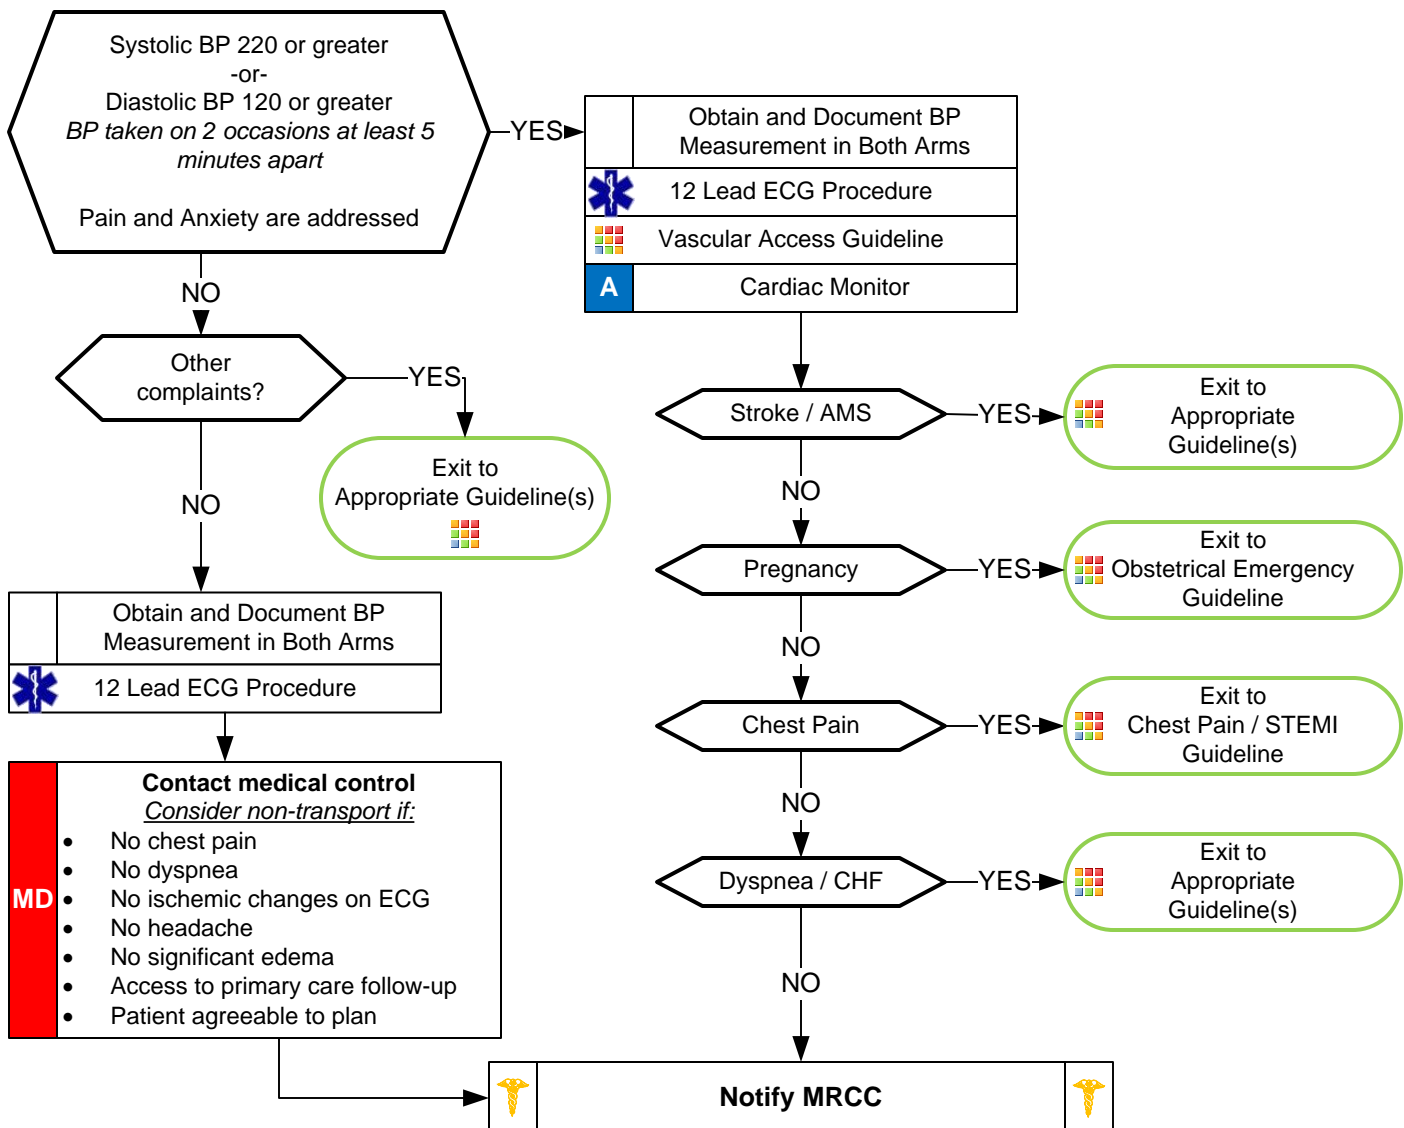 Systolic BP 220 or greater
-or-
Diastolic BP 120 or greater
BP taken on 2 occasions at least 5
minutes apart
Pain and Anxiety are addressed
YES
Obtain and Document BP
Measurement in Both Arms
12 Lead ECG Procedure
Vascular Access Guideline
A
Cardiac Monitor
NO
Other
complaints?
YES
Exit to
Appropriate Guideline(s)
NO
Obtain and Document BP
Measurement in Both Arms
12 Lead ECG Procedure
MD
Contact medical control
Consider non-transport if:
• No chest pain
• No dyspnea
• No ischemic changes on ECG
• No headache
• No significant edema
• Access to primary care follow-up
• Patient agreeable to plan
Stroke / AMS
YES
Exit to
Appropriate
Guideline(s)
NO
Pregnancy
YES
Exit to
Obstetrical Emergency
Guideline
NO
Chest Pain
YES
Exit to
Chest Pain / STEMI
Guideline
NO
Dyspnea / CHF
YES
Exit to
Appropriate
Guideline(s)
NO
Notify MRCC